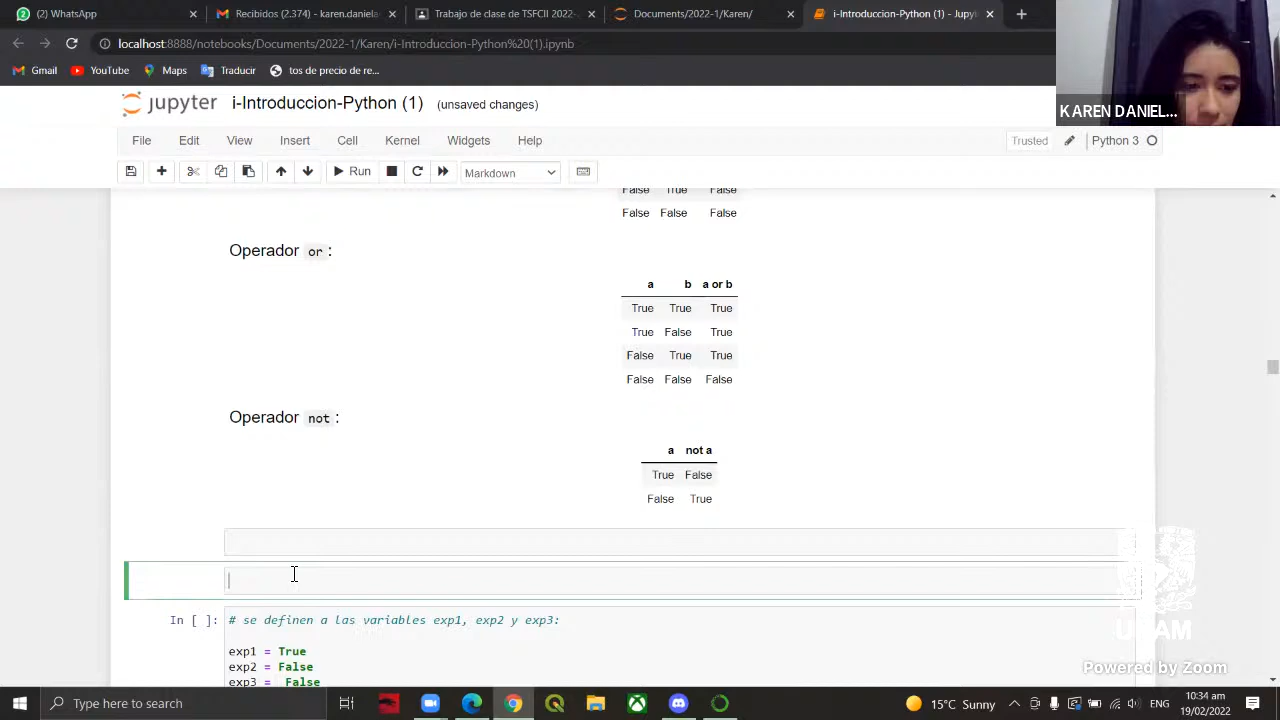 (2) WhatsApp
Recibidos (2.374) - karen.daniela
Trabajo de clase de TSFCII 2022-
Documents/2022-1/Karen/
i-Introduccion-Python (1) - Jupyte
localhost:8888/notebooks/Documents/2022-1/Karen/i-Introduccion-Python%20(1).ipynb
Gmail YouTube Maps Traducir tos de precio de re...
KAREN DANIEL...
jupyter i-Introduccion-Python (1) (unsaved changes)
File Edit View Insert Cell Kernel Widgets Help Trusted Python 3
Run Markdown
False True False
False False False
Operador or :
a b a or b
True True True
True False True
False True True
False False False
Operador not :
a not a
True False
False True
In [ ]: # se definen a las variables exp1, exp2 y exp3:
exp1 = True
exp2 = False
exp3 = False
UNAM
Powered by Zoom
Type here to search
15°C Sunny
10:34 am
19/02/2022